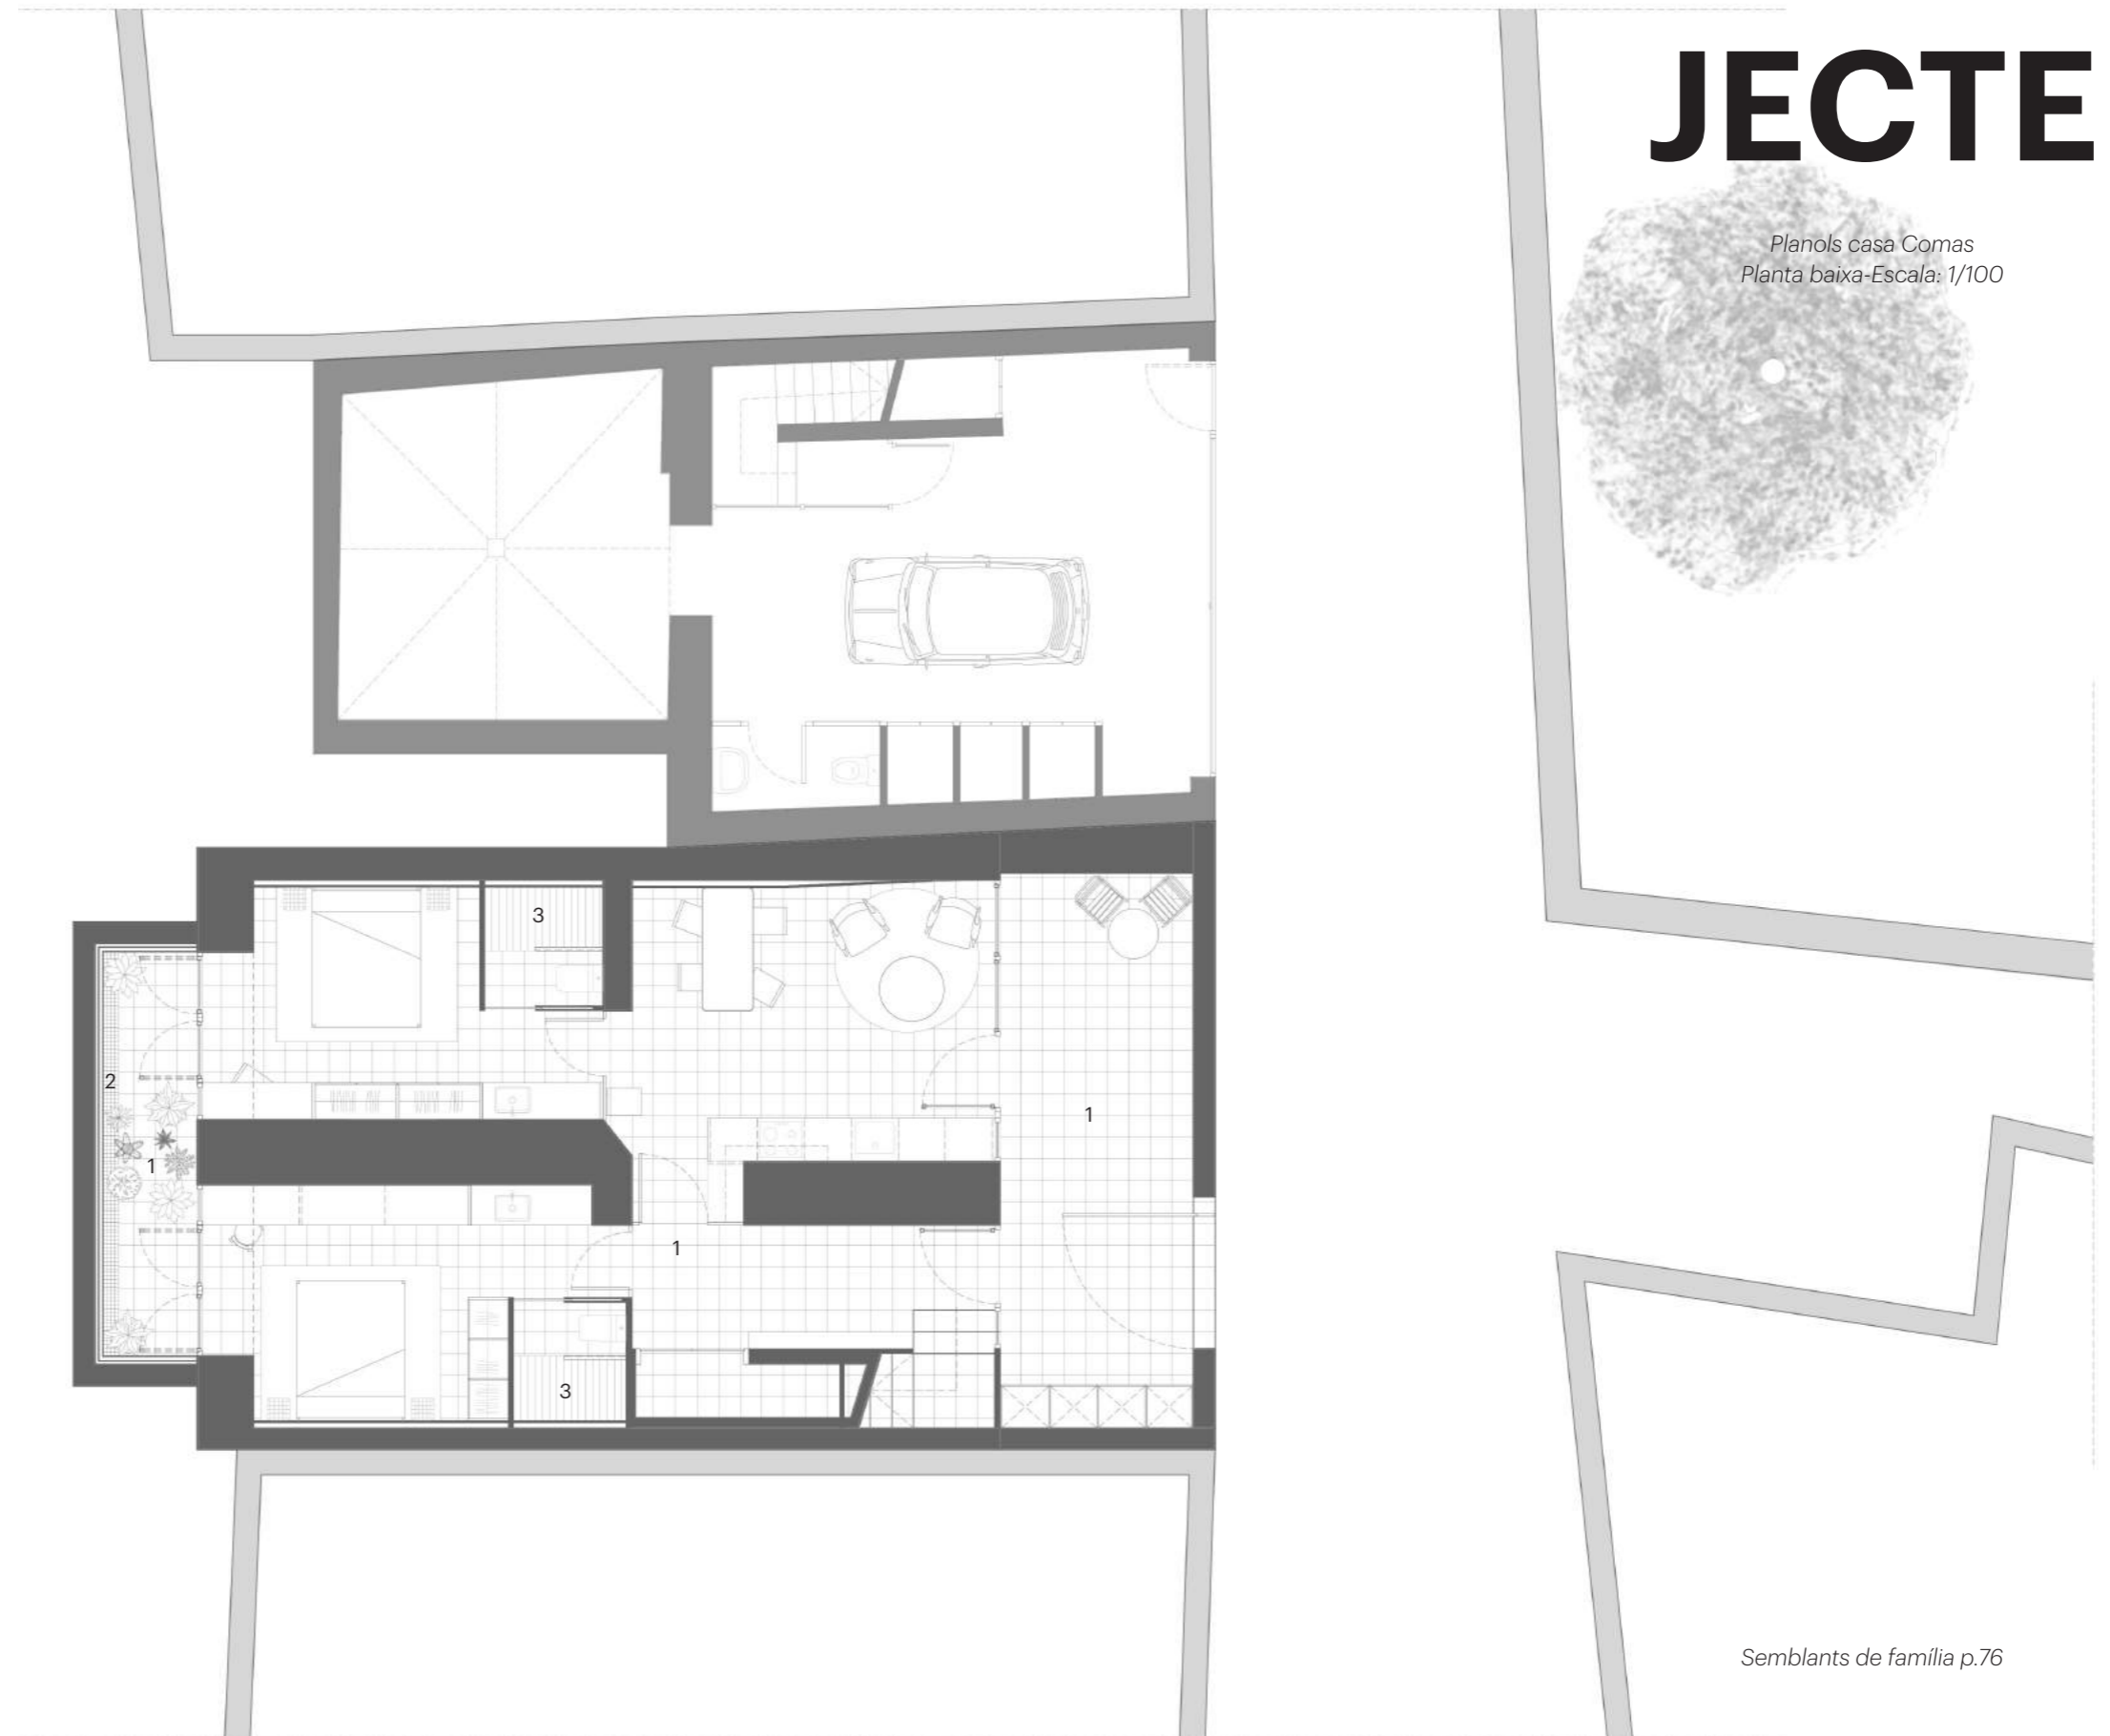 JECTE
Planols casa Comas
Planta baixa-Escala: 1/100
3
2
1
1
1
3
Semblants de família p.76